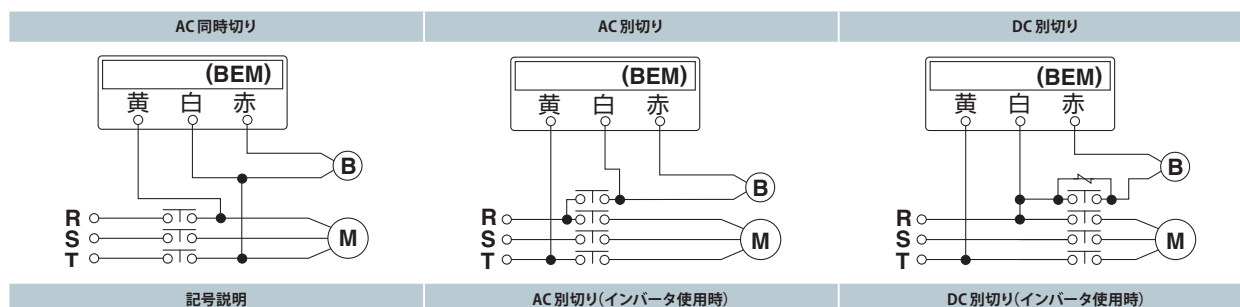 AC同時切り
AC別切り
DC別切り
(BEM)
黄 白 赤
B
R
S
T
M
(BEM)
黄 白 赤
B
R
S
T
M
(BEM)
黄 白 赤
B
R
S
T
M
記号説明
AC別切り(インバータ使用時)
DC別切り(インバータ使用時)